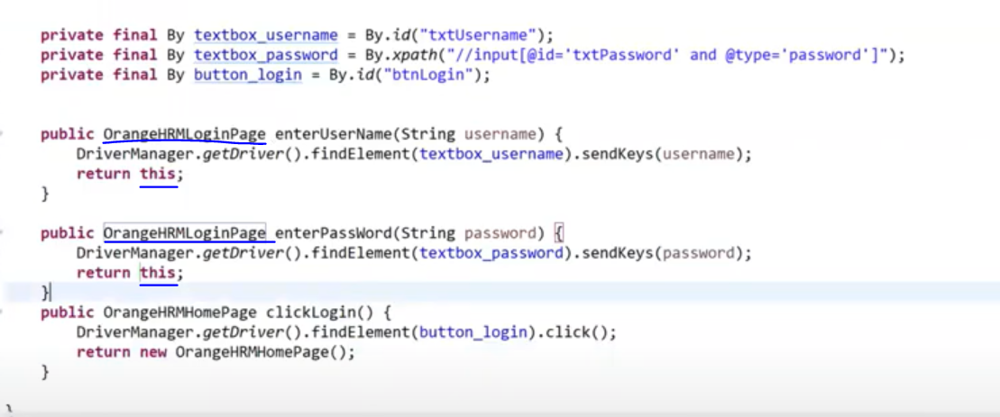 private final By textbox_username = By.id("txtUsername");
private final By textbox_password = By.xpath("//input[@id='txtPassword' and @type='password']");
private final By button_login = By.id("btnLogin");
public OrangeHRMLoginPage enterUserName(String username) {
DriverManager.getDriver().findElement(textbox_username).sendKeys(username);
return this;
}
public OrangeHRMLoginPage enterPassWord(String password) {
DriverManager.getDriver().findElement(textbox_password).sendKeys(password);
return this;
}
public OrangeHRMHomePage clickLogin() {
DriverManager.getDriver().findElement(button_login).click();
return new OrangeHRMHomePage();
}